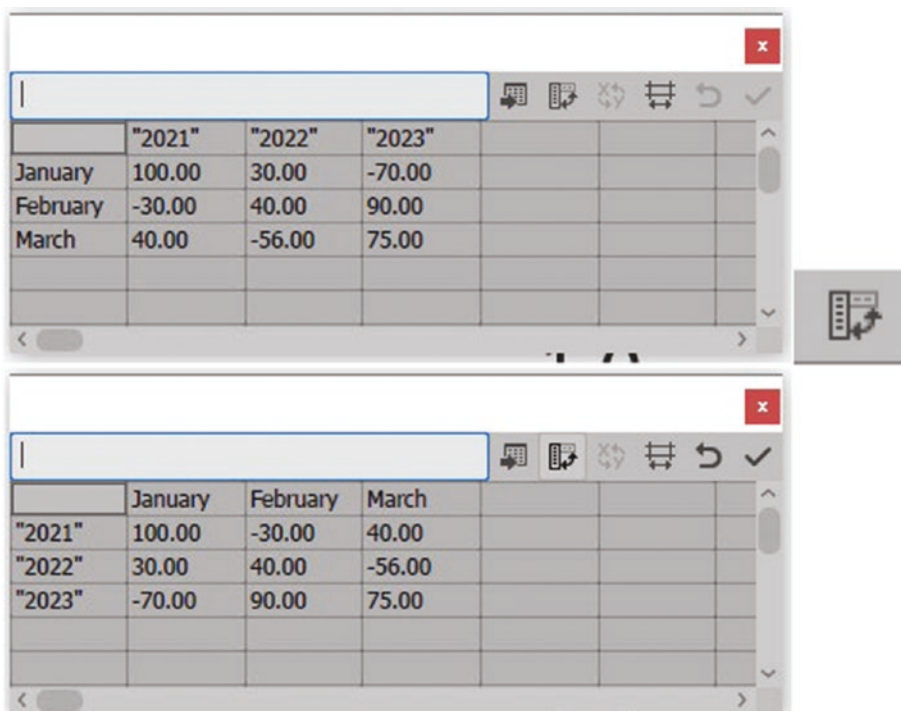 x
"2021" "2022" "2023"
January 100.00 30.00 -70.00
February -30.00 40.00 90.00
March 40.00 -56.00 75.00
x
January February March
"2021" 100.00 -30.00 40.00
"2022" 30.00 40.00 -56.00
"2023" -70.00 90.00 75.00